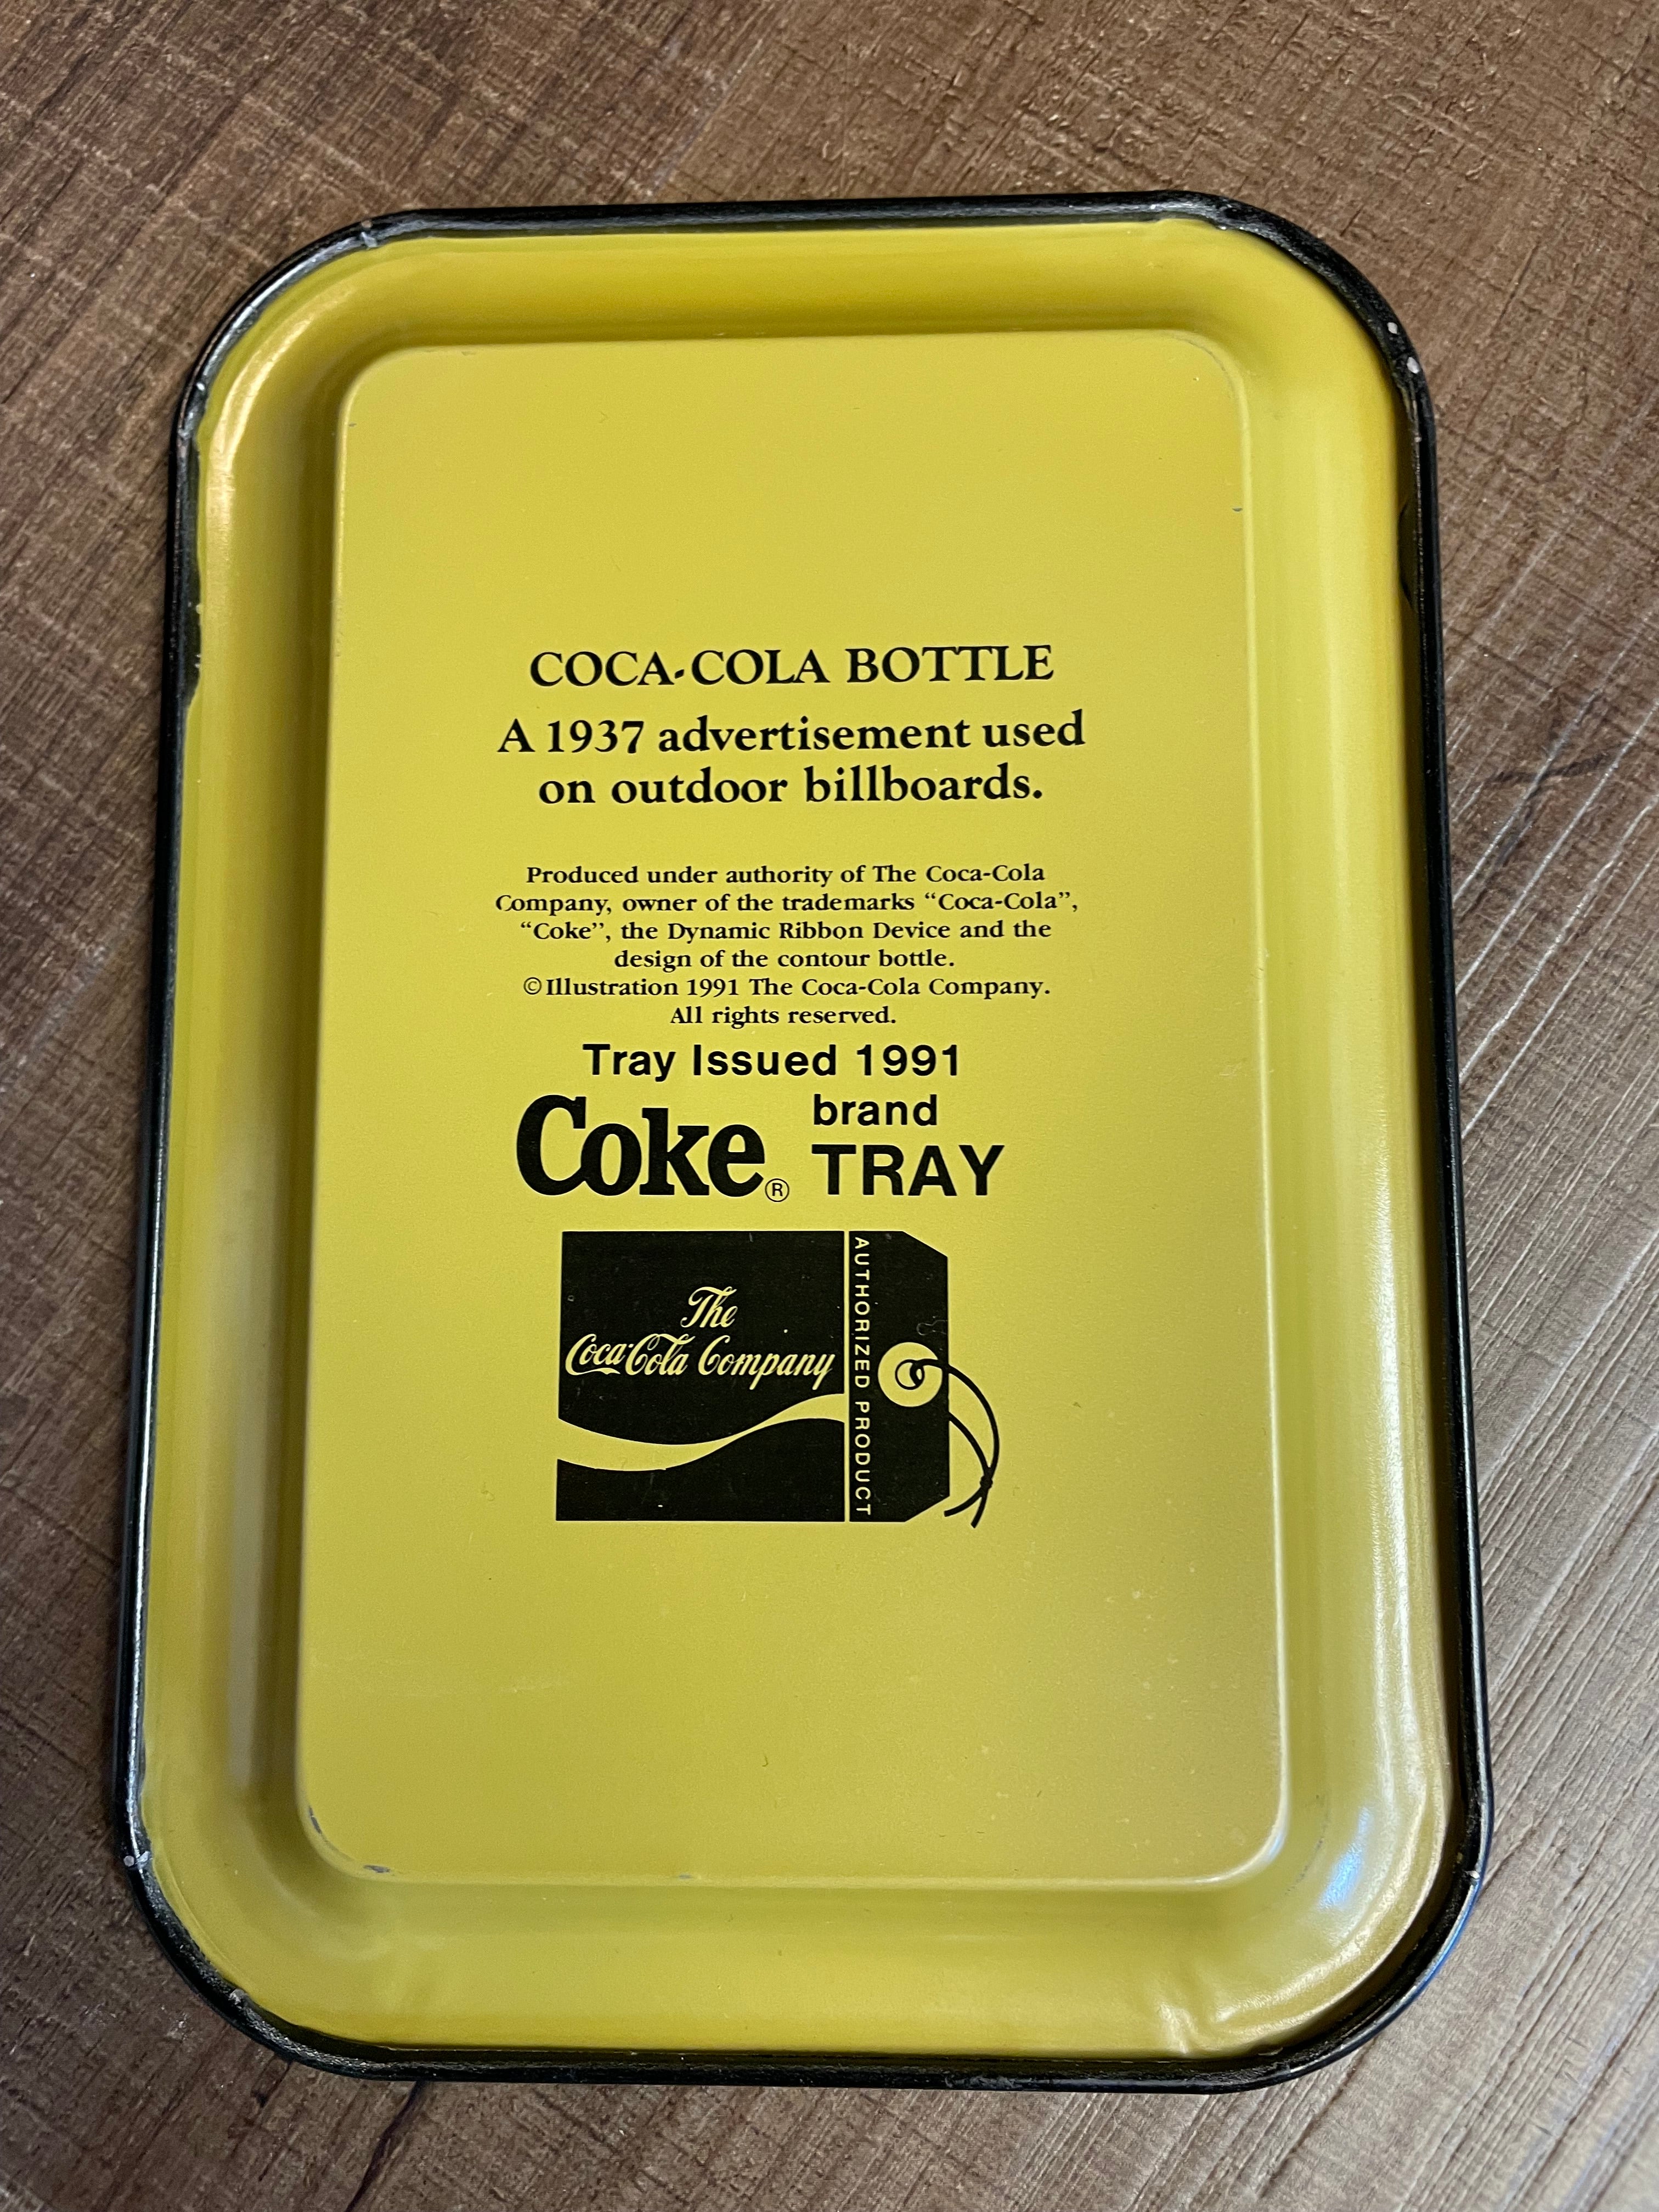 COCA-COLA BOTTLE
A 1937 advertisement used
on outdoor billboards.
Produced under authority of The Coca-Cola
Company, owner of the trademarks “Coca-Cola”,
“Coke”, the Dynamic Ribbon Device and the
design of the contour bottle.
©Illustration 1991 The Coca-Cola Company.
All rights reserved.
Tray Issued 1991
Coke® brand
TRAY
The
Coca-Cola Company
AUTHORIZED PRODUCT